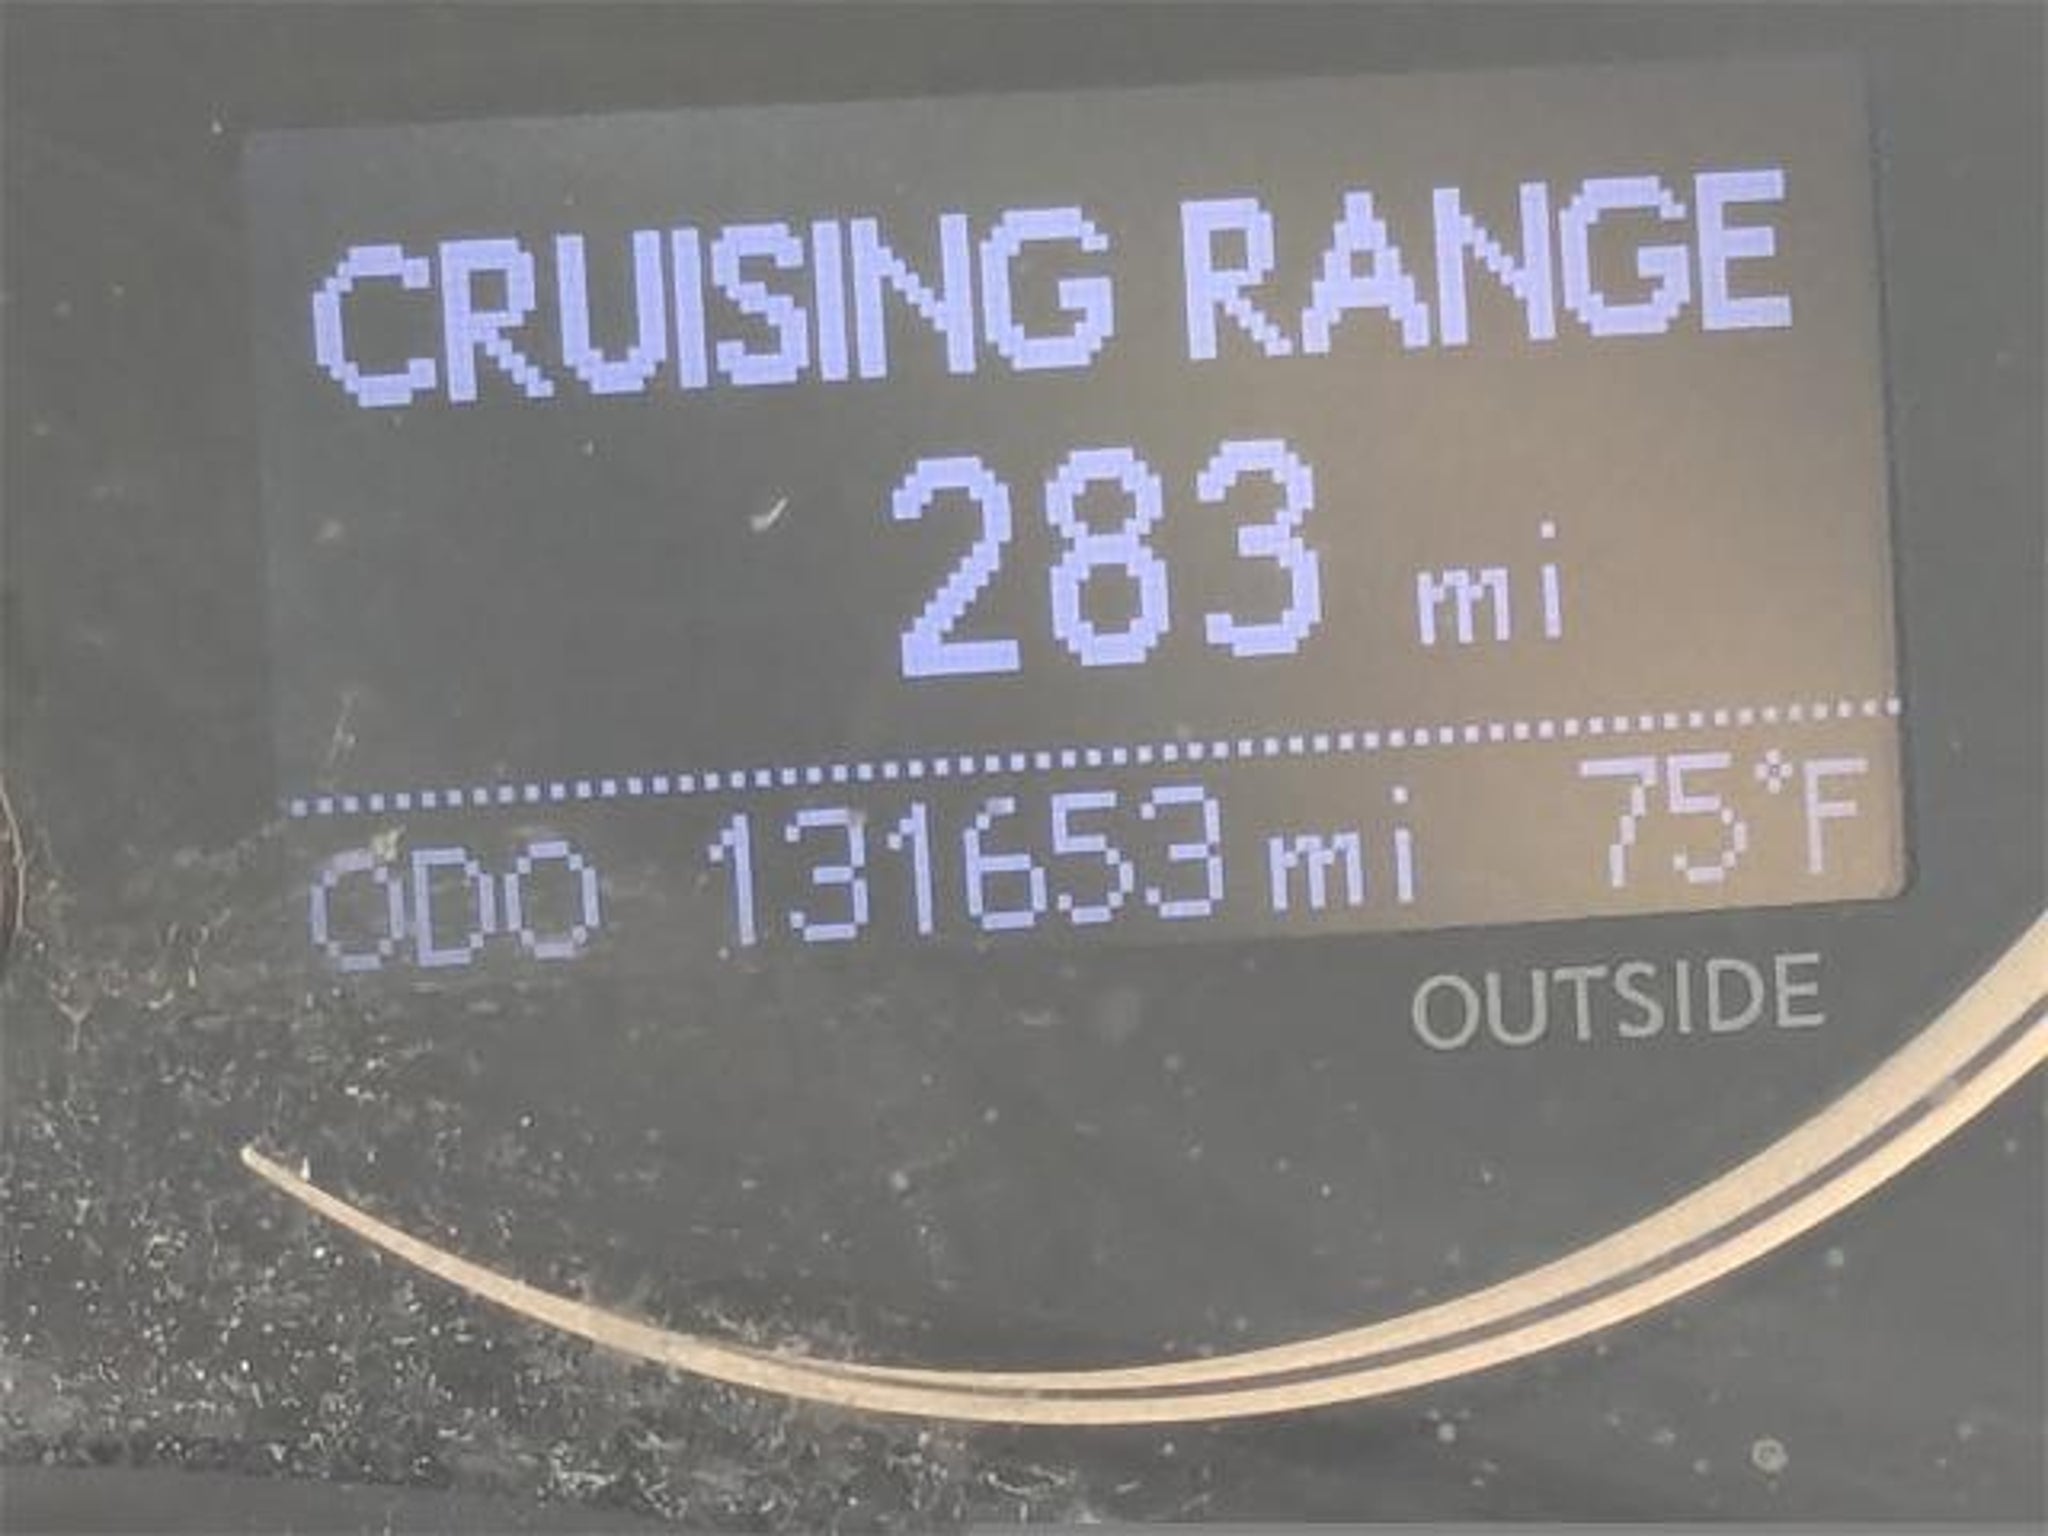 CRUISING RANGE
283 mi
ODO 131653 mi 75°F
OUTSIDE